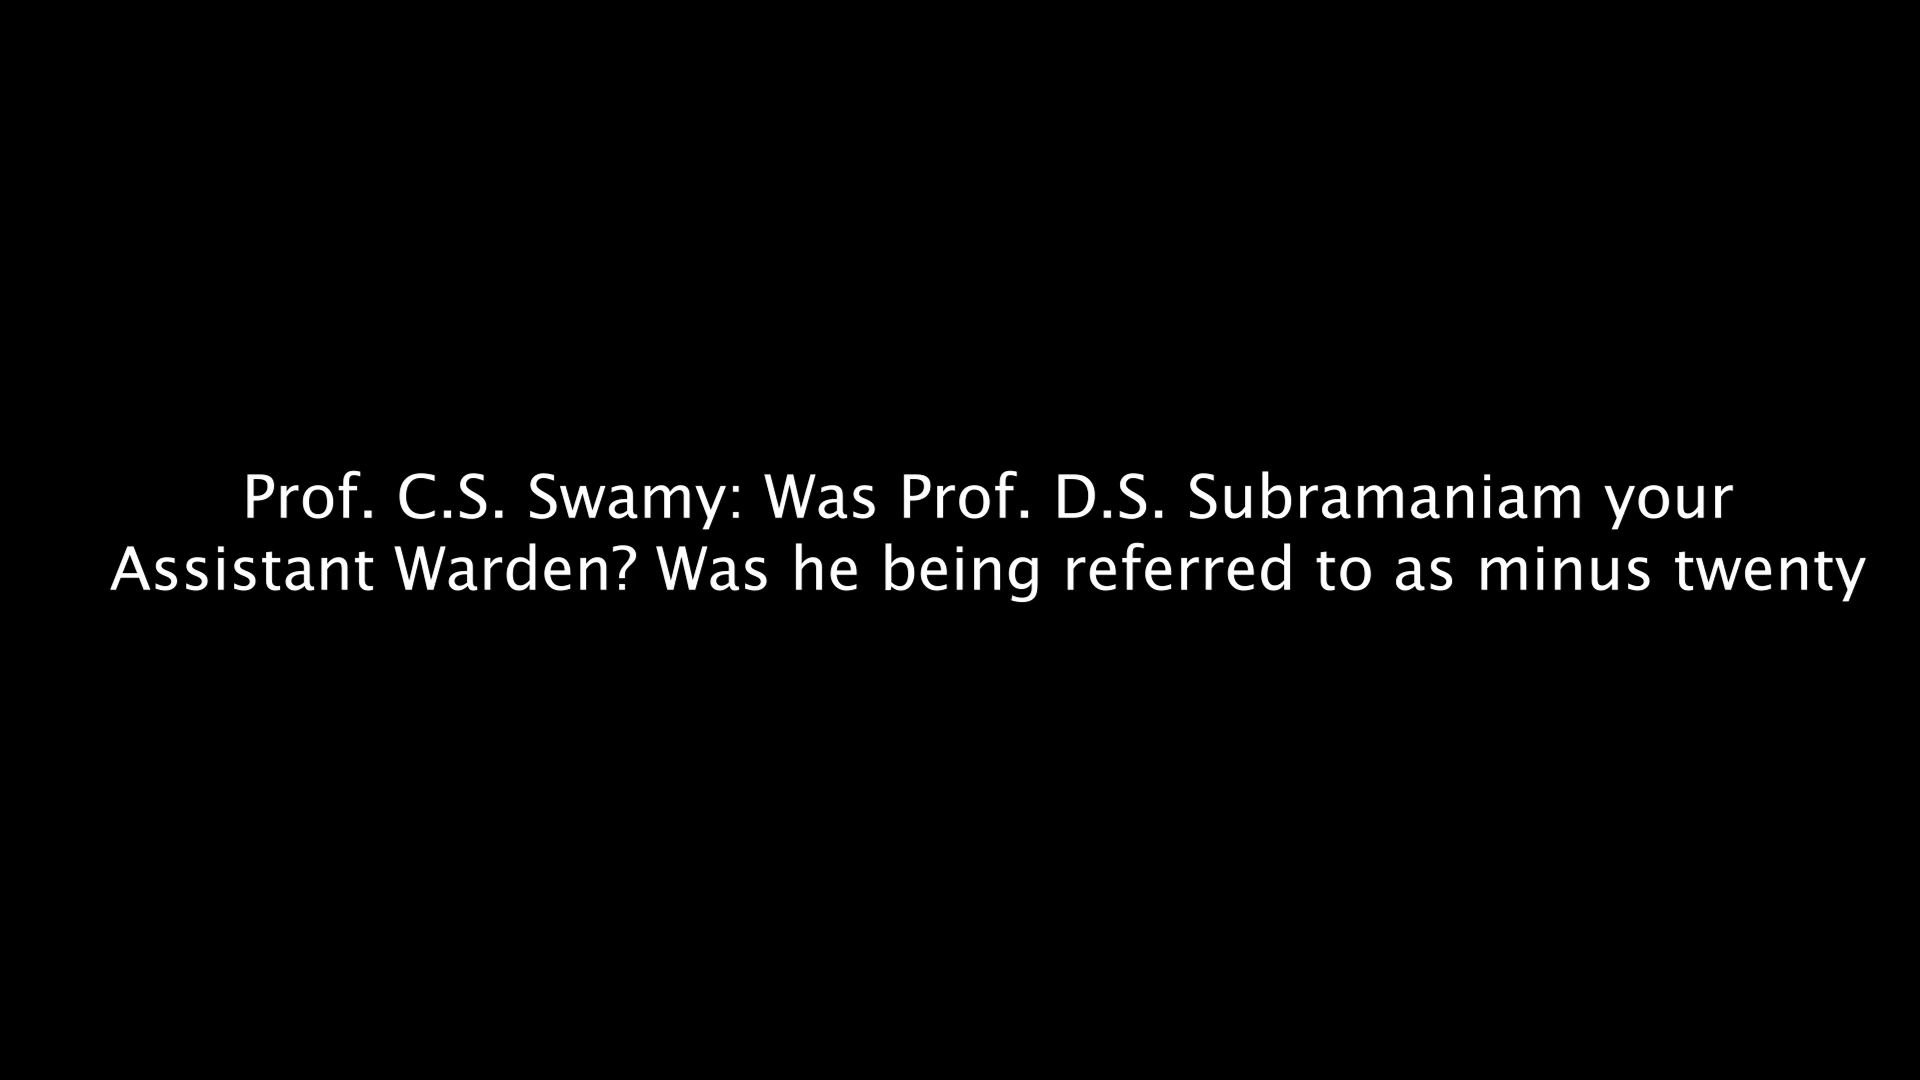 Prof. C.S. Swamy: Was Prof. D.S. Subramaniam your
Assistant Warden? Was he being referred to as minus twenty